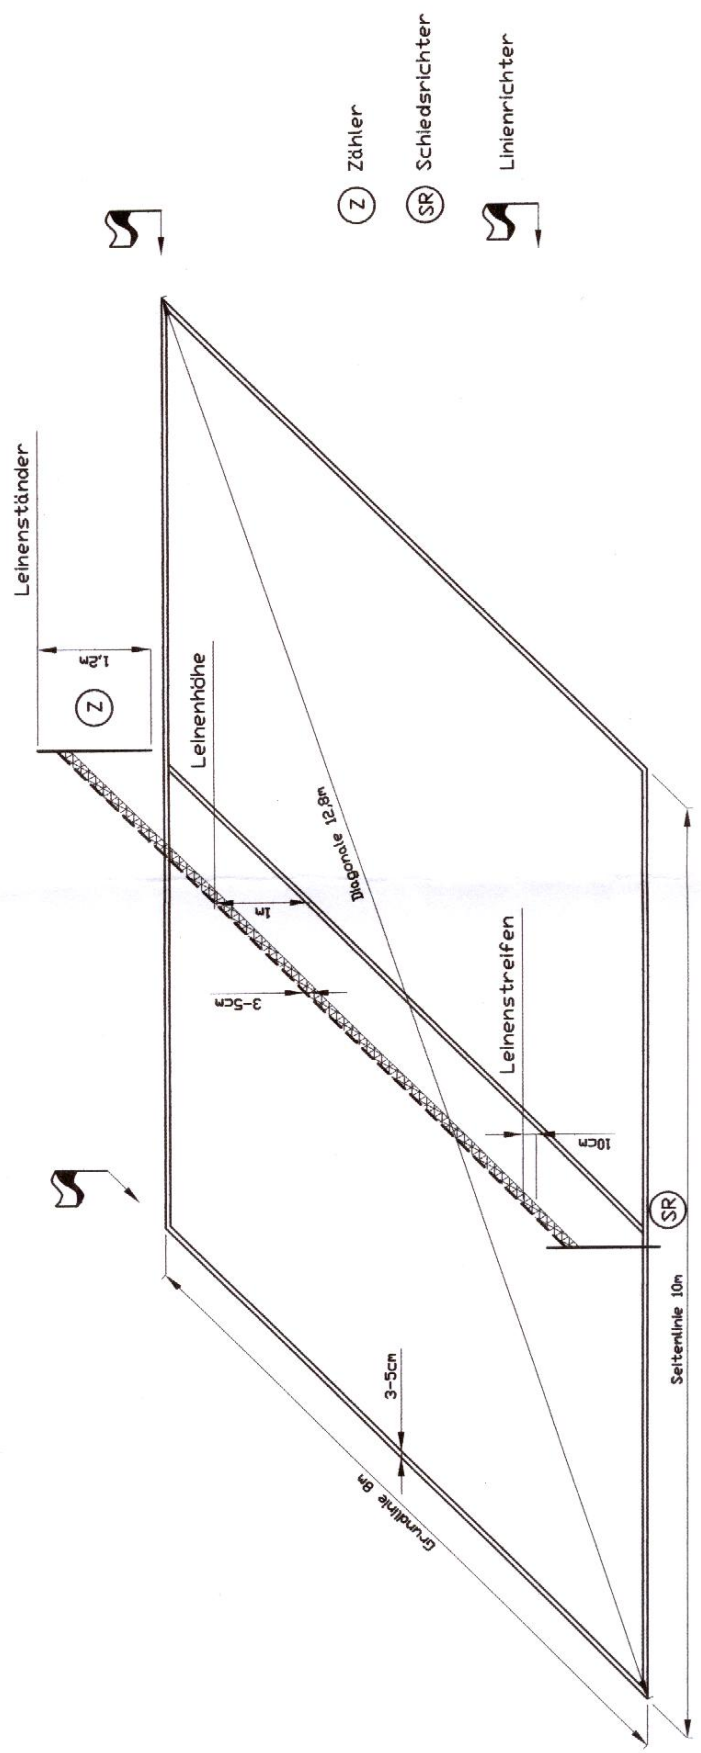 Z Zähler
SR Schiedsrichter
Linienrichter
Leinenständer
1,2m
Z
Leinenhöhe
1m
Diagonale 12,8m
3-5cm
Leinenstreifen
10cm
SR
Seitenlinie 10m
3-5cm
Grundlinie 8m